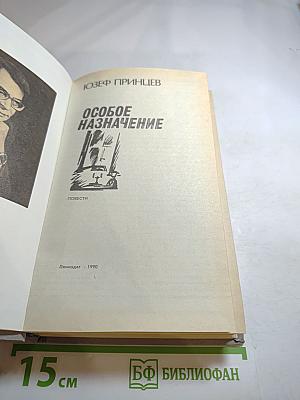 ЮЗЕФ ПРИНЦЕВ
ОСОБОЕ
НАЗНАЧЕНИЕ
ПОВЕСТИ
Лениздат · 1990
15 см
БФ БИБЛИОФАН